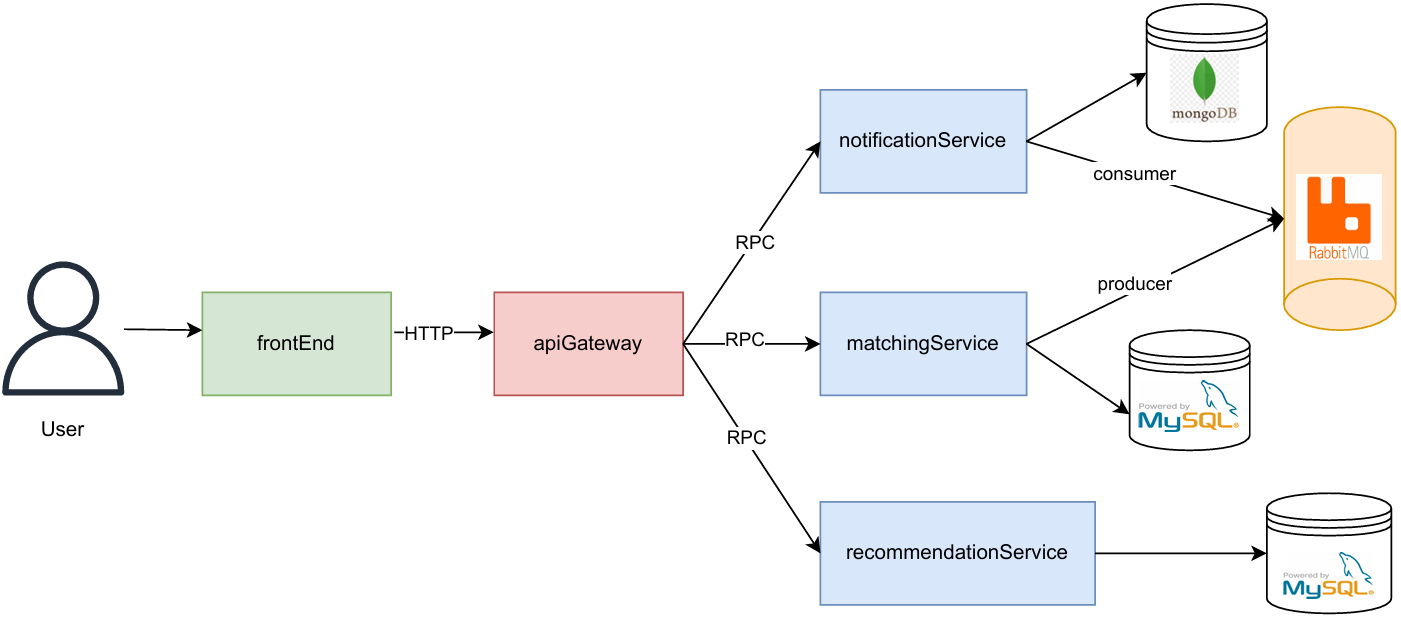 mongoDB
notificationService
consumer
RPC
RabbitMQ
producer
frontEnd
HTTP
apiGateway
RPC
matchingService
Powered by
MySQL®
User
RPC
recommendationService
Powered by
MySQL®